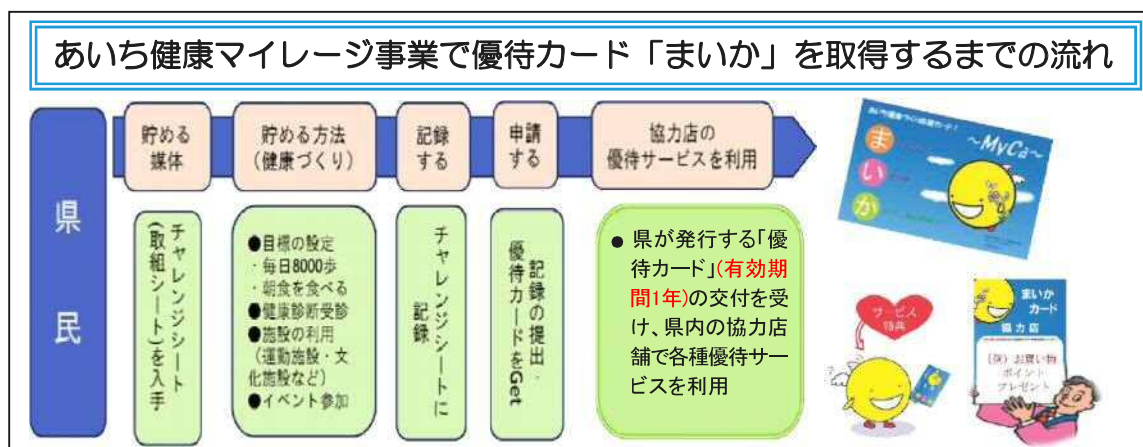 あいち健康マイレージ事業で優待カード「まいか」を取得するまでの流れ
県民
貯める
媒体
チャレンジシート
(取組シート)を入手
貯める方法
(健康づくり)
●目標の設定
・毎日8000歩
・朝食を食べる
●健康診断受診
●施設の利用
(運動施設・文
化施設など)
●イベント参加
記録
する
チャレンジシートに
記録
申請
する
記録の提出・
優待カードをGet
協力店の
優待サービスを利用
● 県が発行する「優
待カード」(有効期
間1年)の交付を受
け、県内の協力店
舗で各種優待サー
ビスを利用
～MyCa～
ま
い
か
サービス
特典
まいか
カード
協力店
(例) お買い物
ポイント
プレゼント